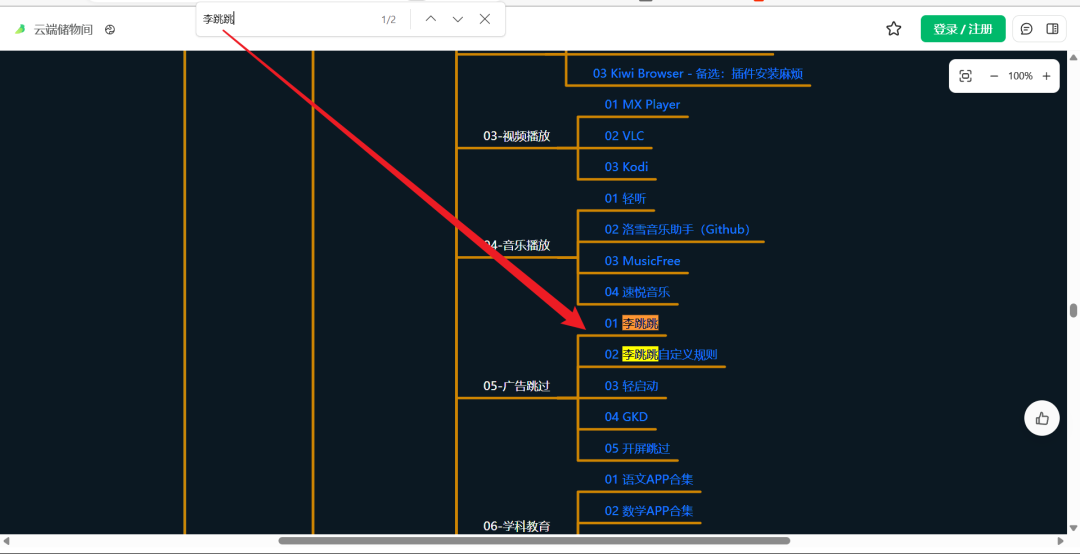 李跳跳
1/2
云端储物间
登录 / 注册
100%
03 Kiwi Browser - 备选：插件安装麻烦
01 MX Player
03-视频播放
02 VLC
03 Kodi
01 轻听
02 洛雪音乐助手（Github）
04-音乐播放
03 MusicFree
04 速悦音乐
01 李跳跳
02 李跳跳自定义规则
05-广告跳过
03 轻启动
04 GKD
05 开屏跳过
01 语文APP合集
02 数学APP合集
06-学科教育